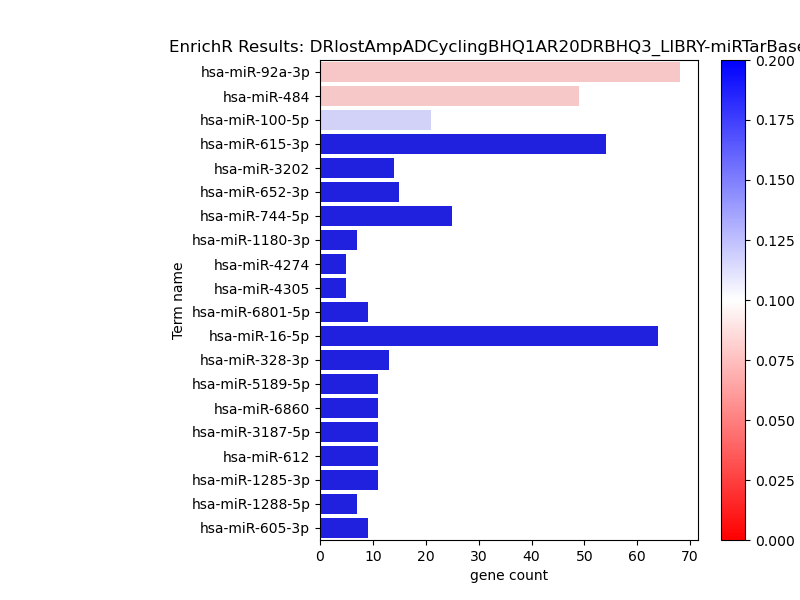 EnrichR Results: DRlostAmpADCyclingBHQ1AR20DRBHQ3_LIBRY-miRTarBase
hsa-miR-92a-3p
hsa-miR-484
hsa-miR-100-5p
hsa-miR-615-3p
hsa-miR-3202
hsa-miR-652-3p
hsa-miR-744-5p
hsa-miR-1180-3p
hsa-miR-4274
hsa-miR-4305
hsa-miR-6801-5p
hsa-miR-16-5p
hsa-miR-328-3p
hsa-miR-5189-5p
hsa-miR-6860
hsa-miR-3187-5p
hsa-miR-612
hsa-miR-1285-3p
hsa-miR-1288-5p
hsa-miR-605-3p
Term name
0 10 20 30 40 50 60 70
gene count
0.200
0.175
0.150
0.125
0.100
0.075
0.050
0.025
0.000